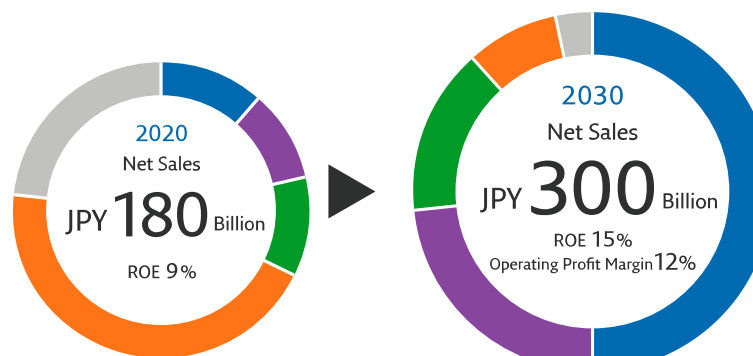 2020
Net Sales
JPY 180 Billion
ROE 9%
2030
Net Sales
JPY 300 Billion
ROE 15%
Operating Profit Margin 12%